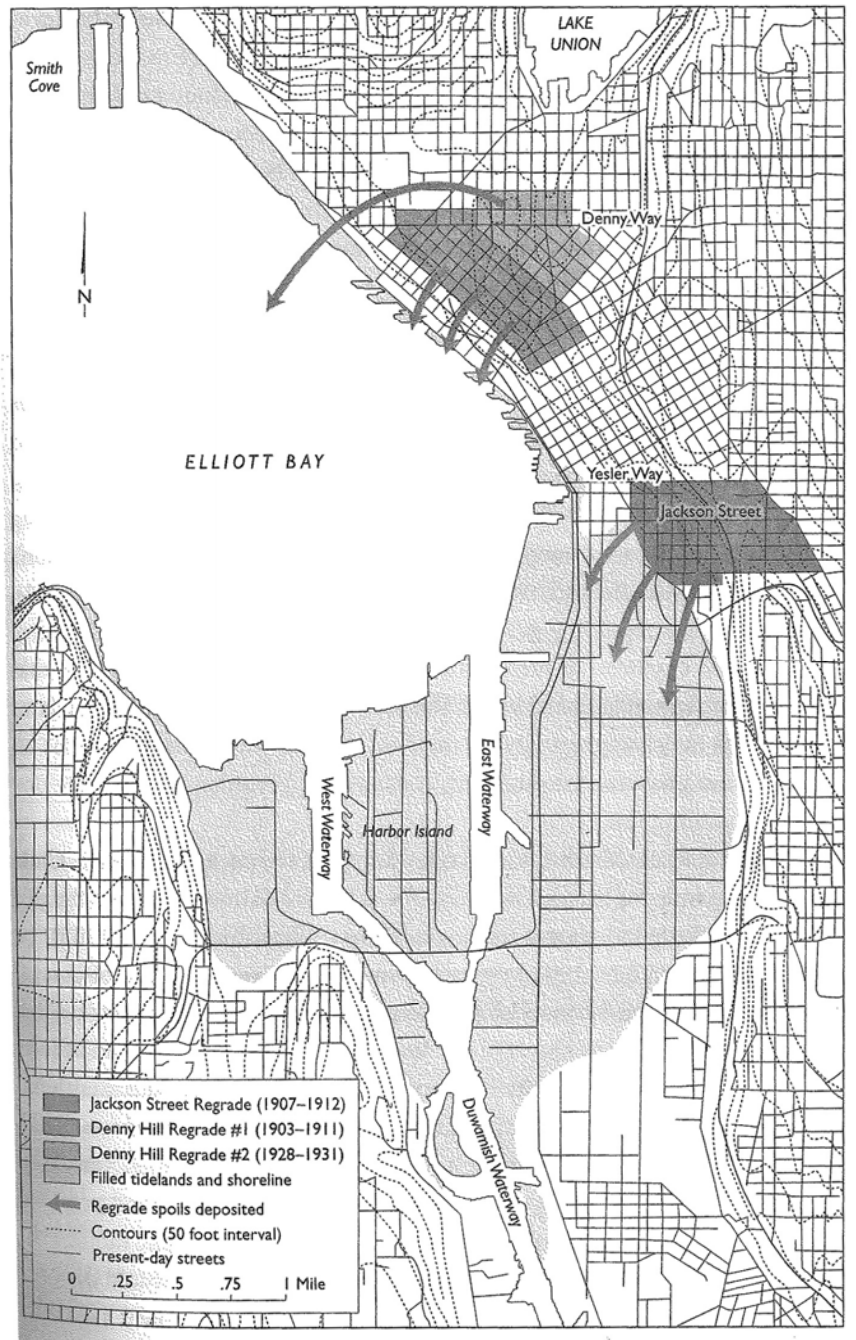 Smith
Cove
LAKE
UNION
Denny Way
N
ELLIOTT BAY
Yesler Way
Jackson Street
West Waterway
Harbor Island
East Waterway
Duwamish Waterway
Jackson Street Regrade (1907–1912)
Denny Hill Regrade #1 (1903–1911)
Denny Hill Regrade #2 (1928–1931)
Filled tidelands and shoreline
Regrade spoils deposited
Contours (50 foot interval)
Present-day streets
0 .25 .5 .75 1 Mile